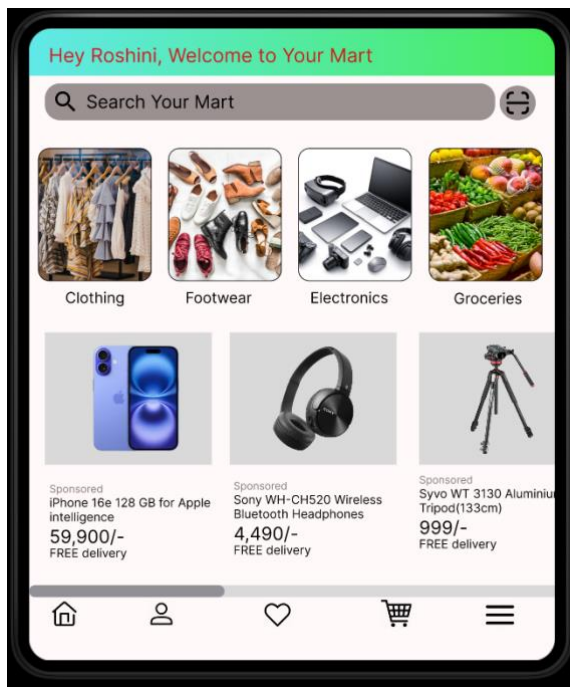 Hey Roshini, Welcome to Your Mart
Search Your Mart
Clothing
Footwear
Electronics
Groceries
Sponsored
iPhone 16e 128 GB for Apple
intelligence
59,900/-
FREE delivery
Sponsored
Sony WH-CH520 Wireless
Bluetooth Headphones
4,490/-
FREE delivery
Sponsored
Syvo WT 3130 Aluminiu
Tripod(133cm)
999/-
FREE delivery
SONY